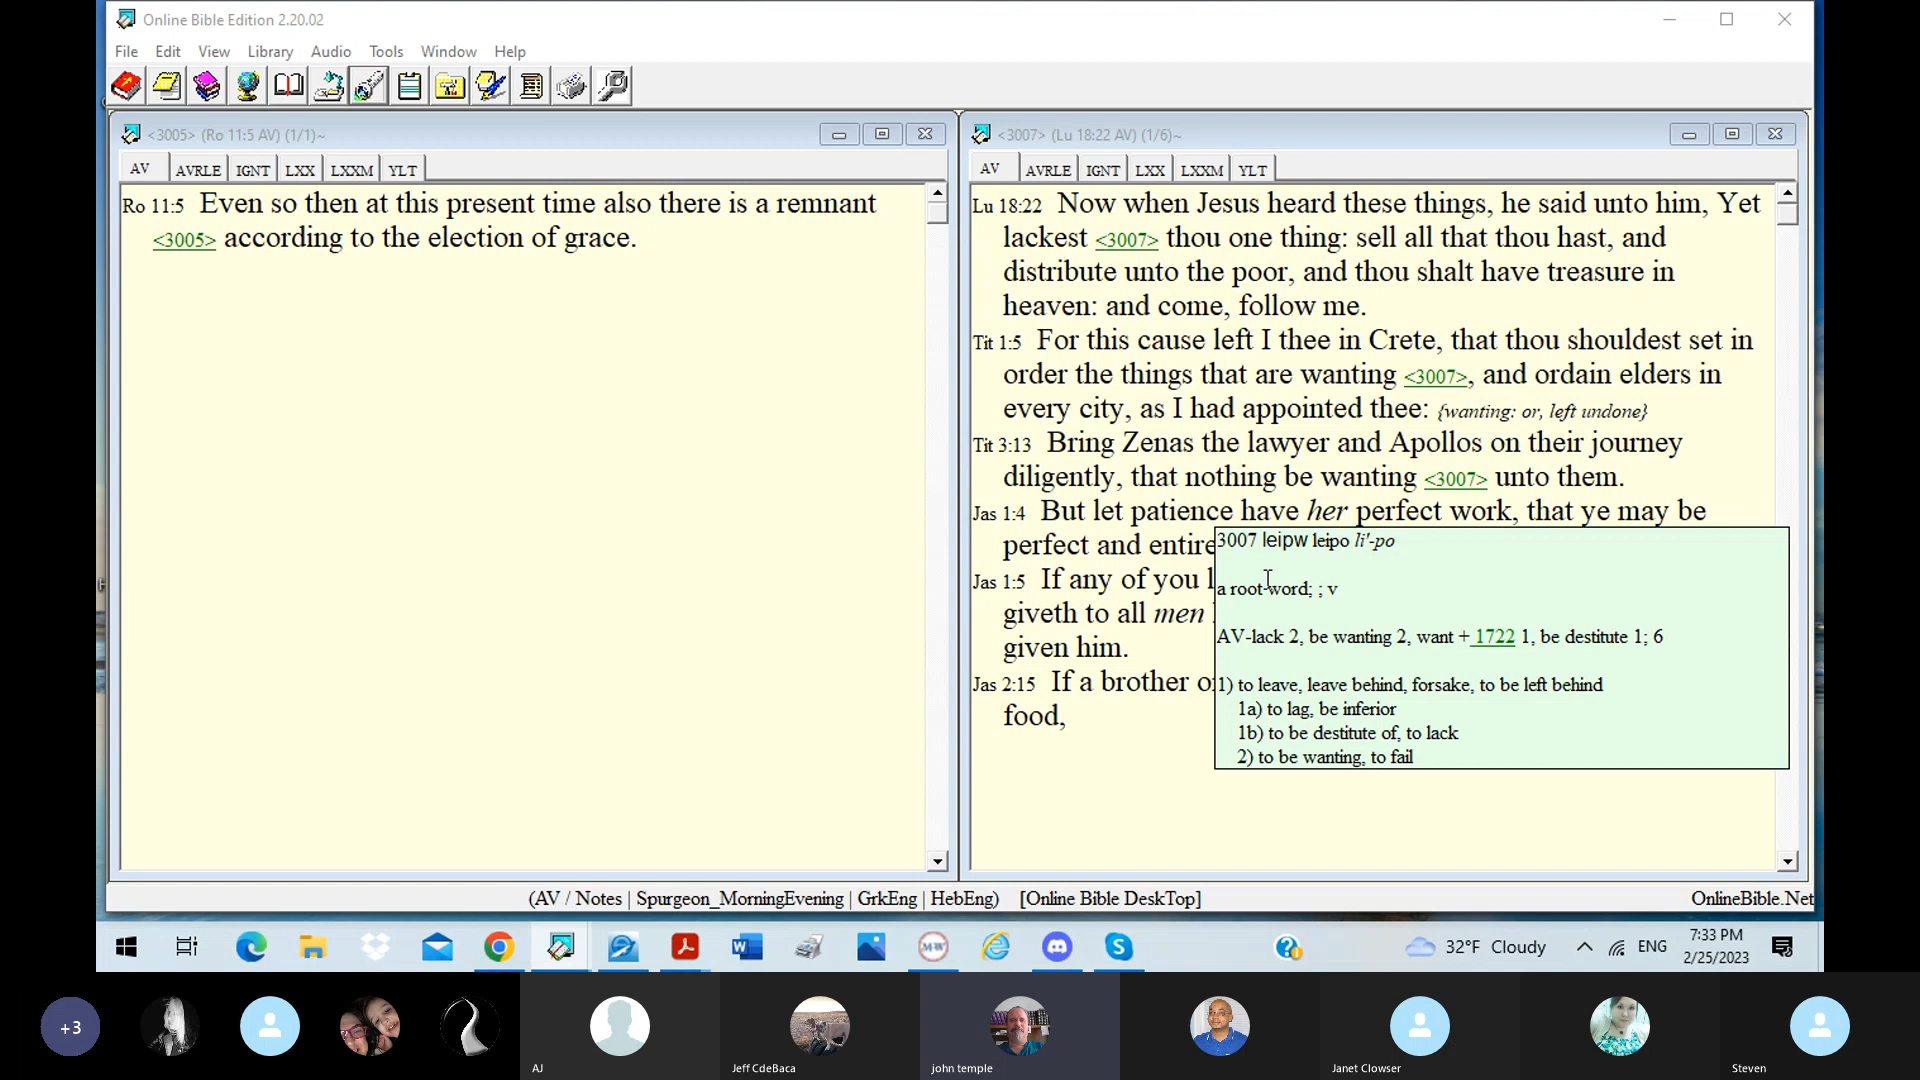 Online Bible Edition 2.20.02
File Edit View Library Audio Tools Window Help
<3005> (Ro 11:5 AV) (1/1)~
AV AVRLE IGNT LXX LXXM YLT
Ro 11:5 Even so then at this present time also there is a remnant
<3005> according to the election of grace.
<3007> (Lu 18:22 AV) (1/6)~
AV AVRLE IGNT LXX LXXM YLT
Lu 18:22 Now when Jesus heard these things, he said unto him, Yet
lackest <3007> thou one thing: sell all that thou hast, and
distribute unto the poor, and thou shalt have treasure in
heaven: and come, follow me.
Tit 1:5 For this cause left I thee in Crete, that thou shouldest set in
order the things that are wanting <3007>, and ordain elders in
every city, as I had appointed thee: {wanting: or, left undone}
Tit 3:13 Bring Zenas the lawyer and Apollos on their journey
diligently, that nothing be wanting <3007> unto them.
Jas 1:4 But let patience have her perfect work, that ye may be
perfect and entire
Jas 1:5 If any of you l
giveth to all men
given him.
Jas 2:15 If a brother o
food,
3007 leipw leipo li'-po
a root-word; ; v
AV-lack 2, be wanting 2, want + 1722 1, be destitute 1; 6
1) to leave, leave behind, forsake, to be left behind
1a) to lag, be inferior
1b) to be destitute of, to lack
2) to be wanting, to fail
(AV / Notes | Spurgeon_MorningEvening | GrkEng | HebEng) [Online Bible DeskTop]
OnlineBible.Net
32°F Cloudy
ENG
7:33 PM
2/25/2023
+3
AJ
Jeff CdeBaca
john temple
Janet Clowser
Steven